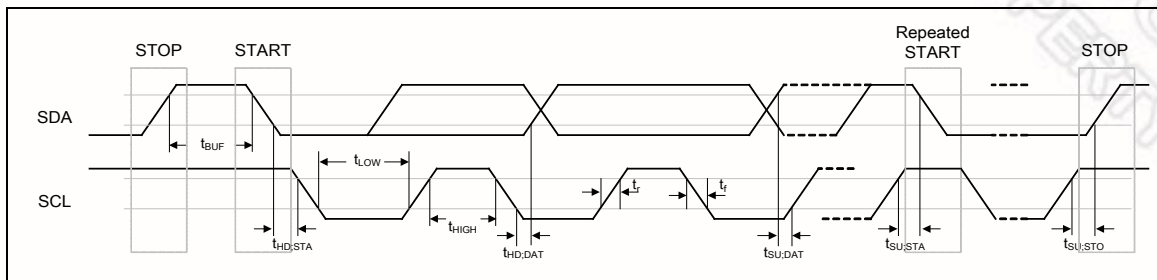 STOP
START
Repeated
START
STOP
SDA
tBUF
tLOW
SCL
tr
tf
tHIGH
tHD;STA
tHD;DAT
tSU;DAT
tSU;STA
tSU;STO